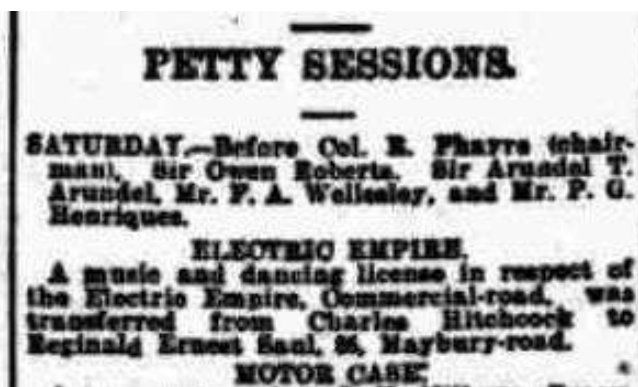 PETTY SESSIONS.
SATURDAY.—Before Col. R. Phayre (chair-
man), Sir Owen Roberts, Sir Arundel T.
Arundel, Mr. F. A. Wellesley, and Mr. P. G.
Henriques.
ELECTRIC EMPIRE.
A music and dancing license in respect of
the Electric Empire, Commercial-road, was
transferred from Charles Hitchcock to
Reginald Ernest Saul, Maybury-road.
MOTOR CASE.